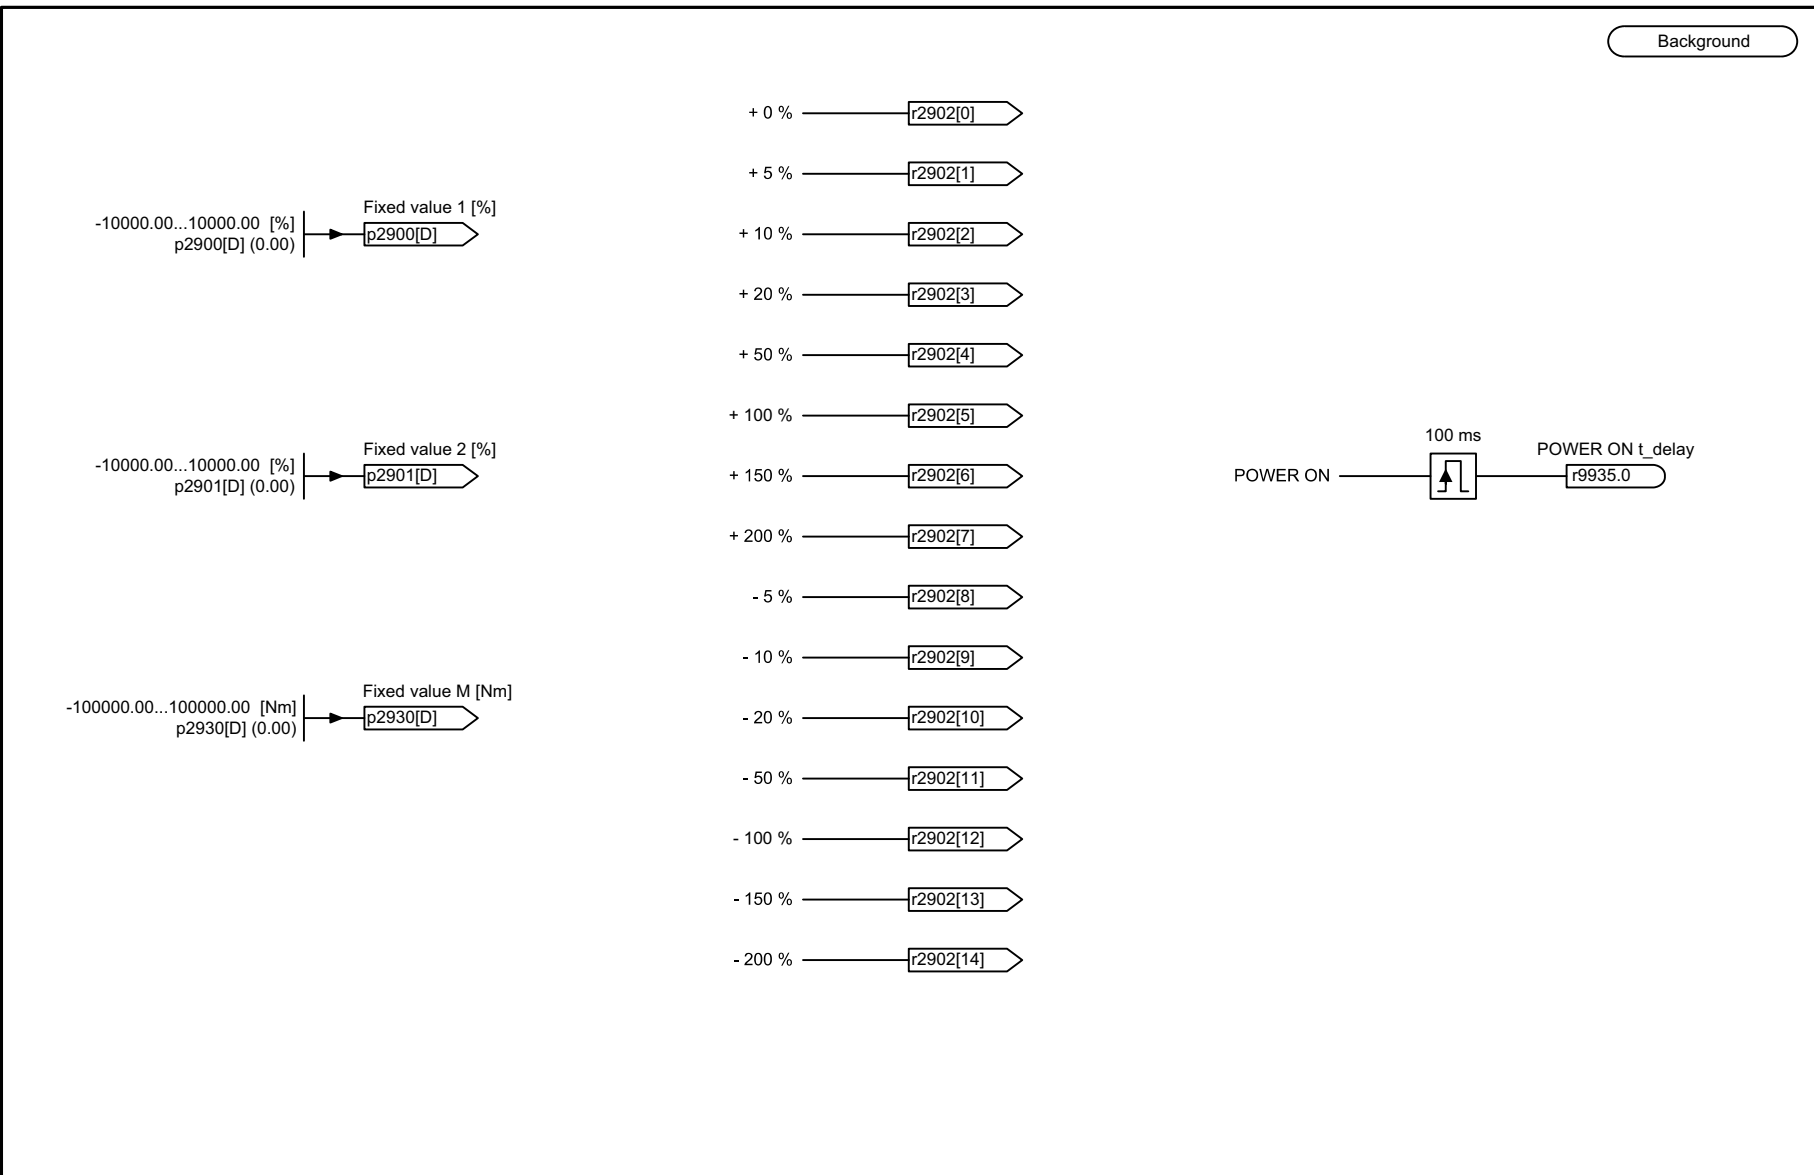 Background
-10000.00...10000.00 [%]
p2900[D] (0.00)
Fixed value 1 [%]
p2900[D]
-10000.00...10000.00 [%]
p2901[D] (0.00)
Fixed value 2 [%]
p2901[D]
-100000.00...100000.00 [Nm]
p2930[D] (0.00)
Fixed value M [Nm]
p2930[D]
+ 0 % r2902[0]
+ 5 % r2902[1]
+ 10 % r2902[2]
+ 20 % r2902[3]
+ 50 % r2902[4]
+ 100 % r2902[5]
+ 150 % r2902[6]
+ 200 % r2902[7]
- 5 % r2902[8]
- 10 % r2902[9]
- 20 % r2902[10]
- 50 % r2902[11]
- 100 % r2902[12]
- 150 % r2902[13]
- 200 % r2902[14]
100 ms
POWER ON
POWER ON t_delay
r9935.0